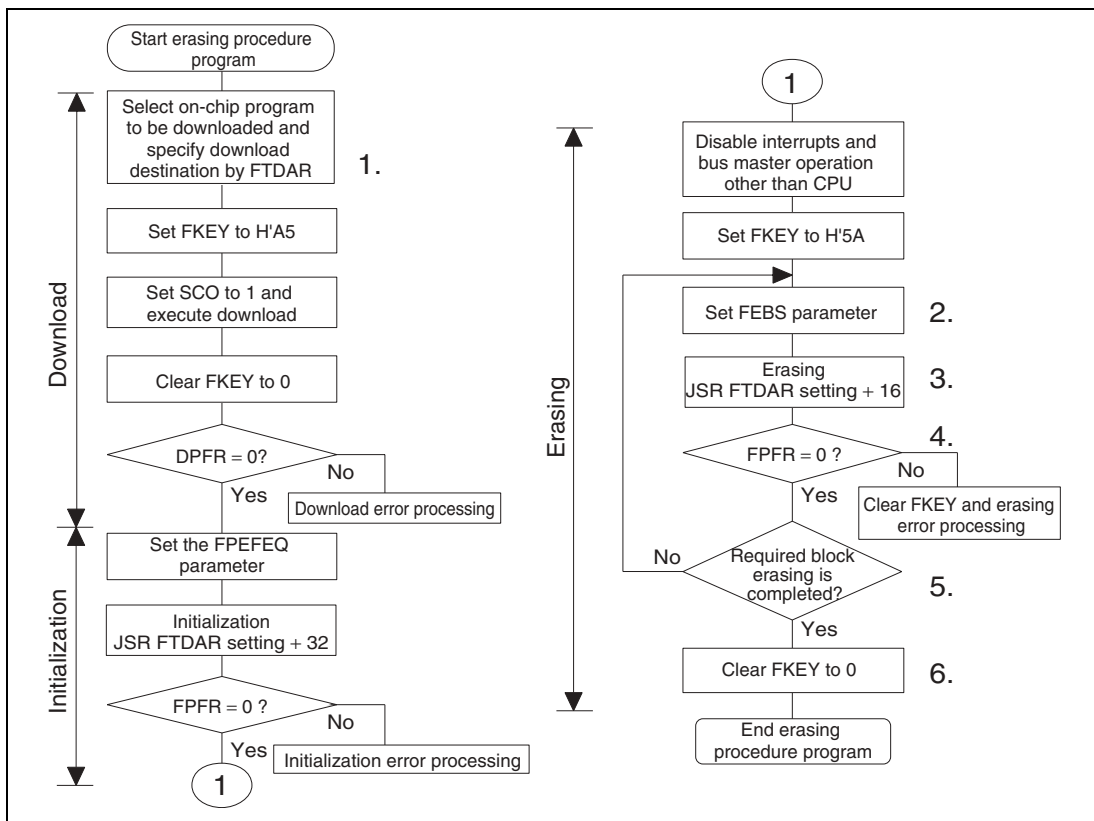 Start erasing procedure
program
Select on-chip program
to be downloaded and
specify download
destination by FTDAR
1.
Set FKEY to H'A5
Set SCO to 1 and
execute download
Clear FKEY to 0
DPFR = 0?
No
Yes
Download error processing
Download
Set the FPEFEQ
parameter
Initialization
JSR FTDAR setting + 32
FPFR = 0 ?
No
Yes
Initialization error processing
1
Initialization
1
Disable interrupts and
bus master operation
other than CPU
Set FKEY to H'5A
Set FEBS parameter
2.
Erasing
JSR FTDAR setting + 16
3.
4.
FPFR = 0 ?
No
Yes
Clear FKEY and erasing
error processing
No
Required block
erasing is
completed?
5.
Yes
Clear FKEY to 0
6.
Erasing
End erasing
procedure program